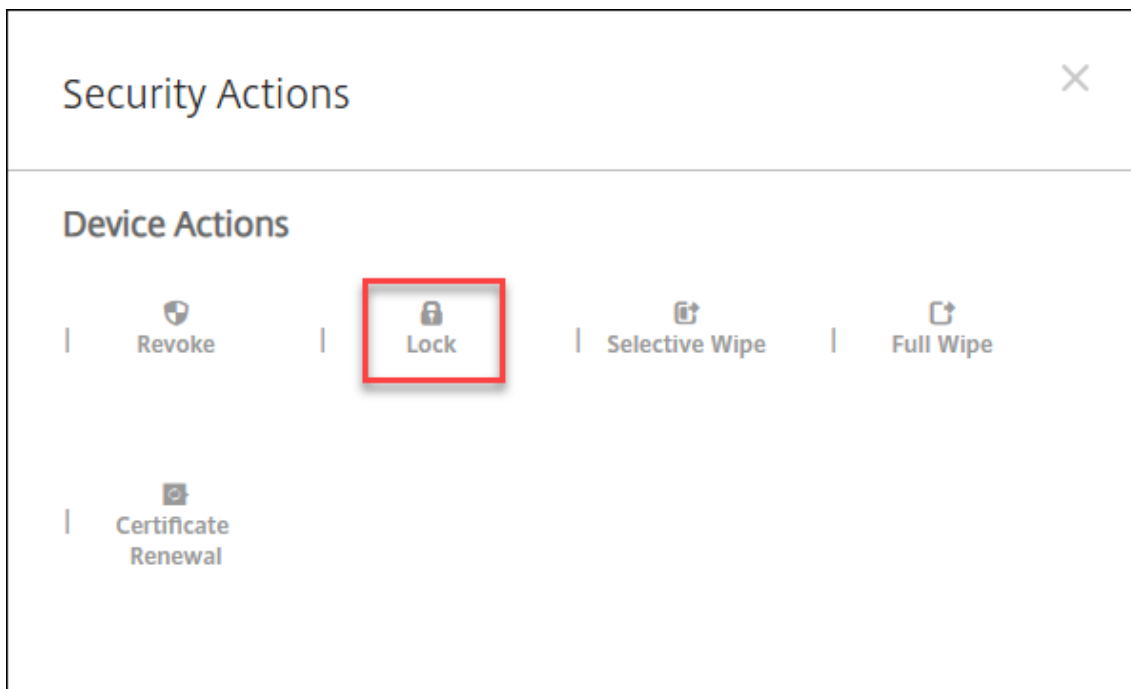 Security Actions
Device Actions
Revoke
Lock
Selective Wipe
Full Wipe
Certificate
Renewal